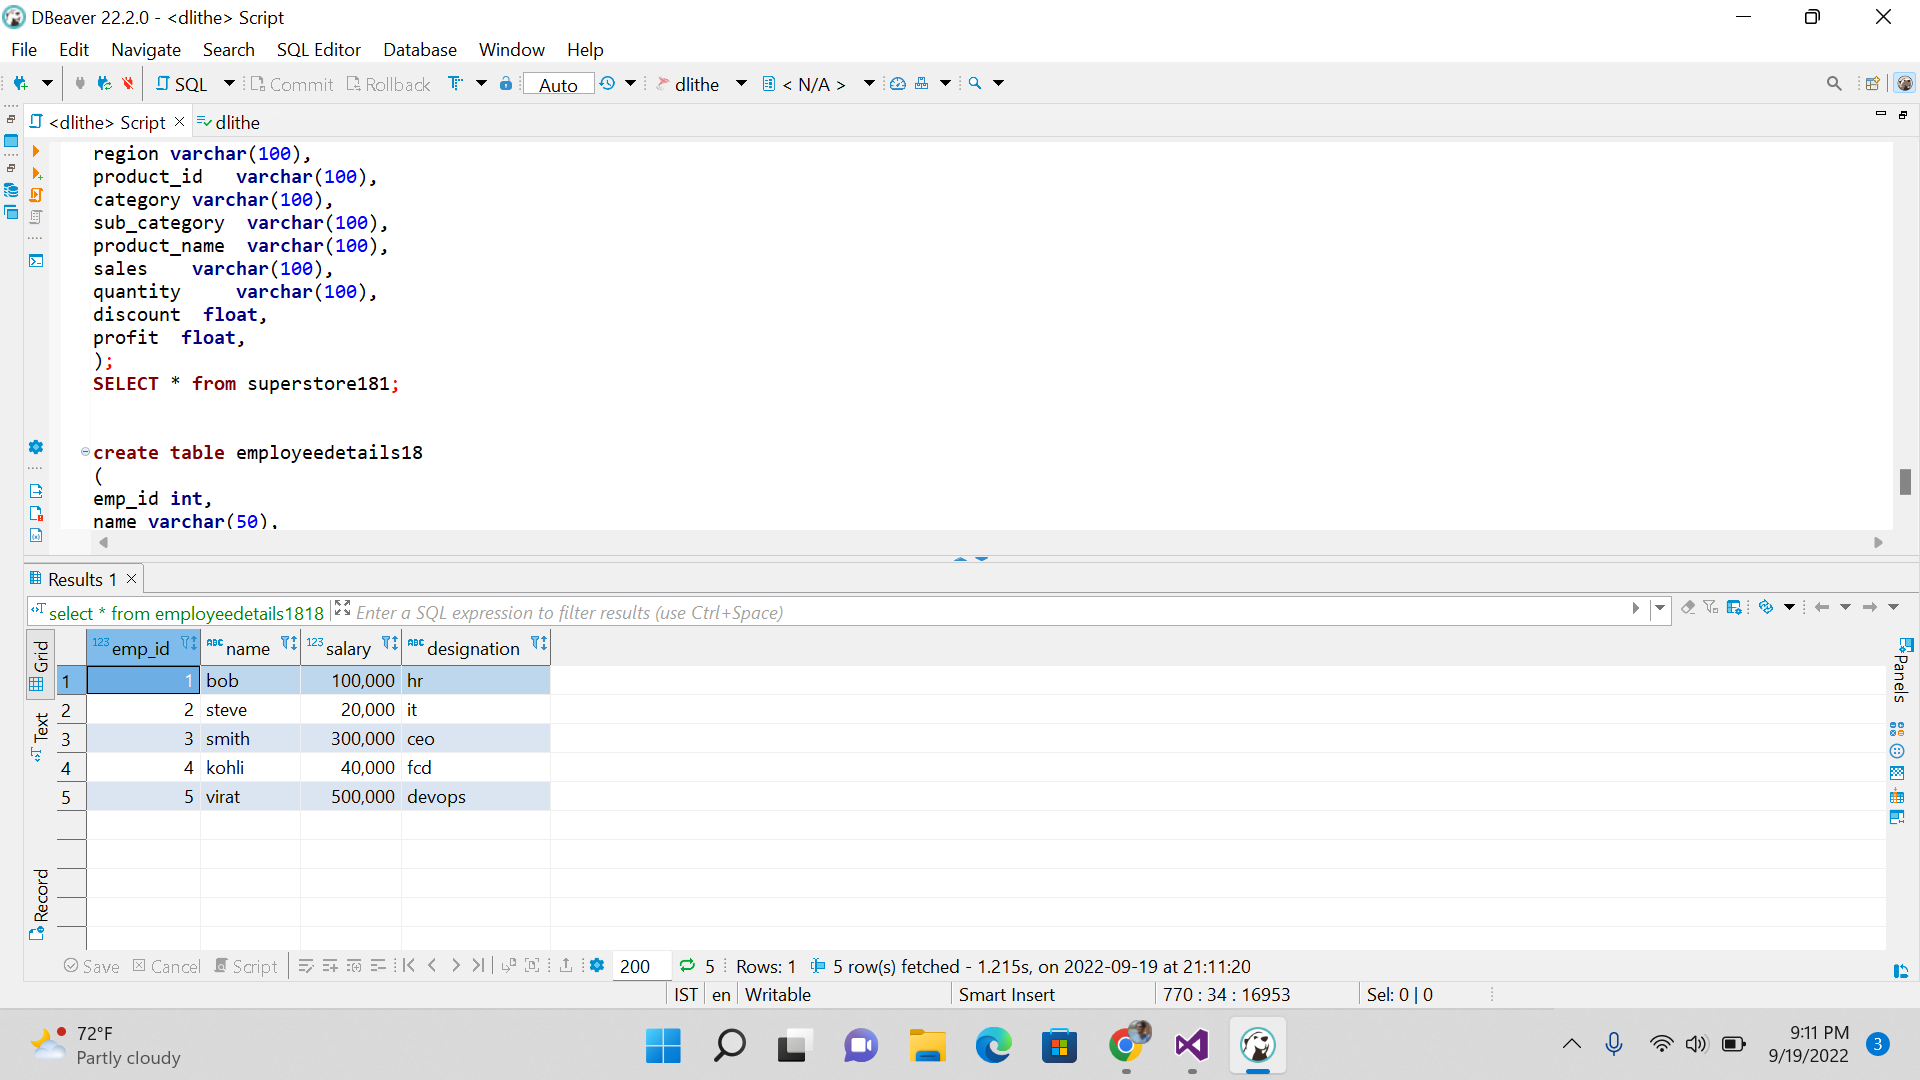 DBeaver 22.2.0 - <dlithe> Script
File Edit Navigate Search SQL Editor Database Window Help
SQL Commit Rollback Auto dlithe < N/A >
<dlithe> Script dlithe
region varchar(100),
product_id   varchar(100),
category varchar(100),
sub_category  varchar(100),
product_name  varchar(100),
sales    varchar(100),
quantity     varchar(100),
discount  float,
profit  float,
);
SELECT * from superstore181;
create table employeedetails18
(
emp_id int,
name varchar(50),
Results 1
select * from employeedetails1818 Enter a SQL expression to filter results (use Ctrl+Space)
Grid
Text
Record
Panels
123 emp_id ABC name 123 salary ABC designation
1 1 bob 100,000 hr
2 2 steve 20,000 it
3 3 smith 300,000 ceo
4 4 kohli 40,000 fcd
5 5 virat 500,000 devops
Save Cancel Script 200 5 Rows: 1 5 row(s) fetched - 1.215s, on 2022-09-19 at 21:11:20
IST en Writable Smart Insert 770 : 34 : 16953 Sel: 0 | 0
72°F
Partly cloudy
9:11 PM
9/19/2022
3